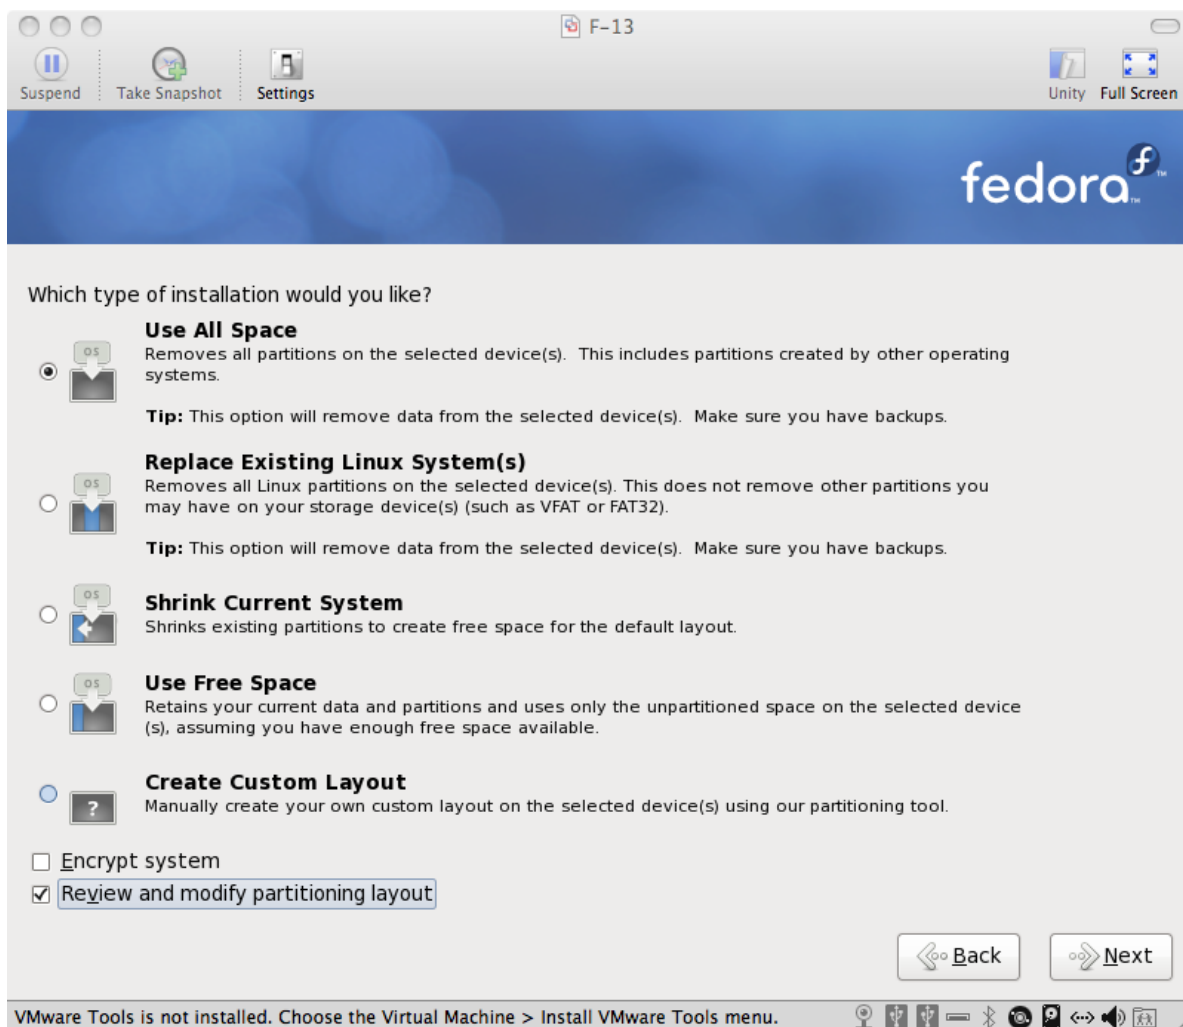 F-13
Suspend
Take Snapshot
Settings
Unity
Full Screen
fedora
TM
TM
Which type of installation would you like?
OS
Use All Space
Removes all partitions on the selected device(s).  This includes partitions created by other operating
systems.
Tip: This option will remove data from the selected device(s).  Make sure you have backups.
OS
Replace Existing Linux System(s)
Removes all Linux partitions on the selected device(s). This does not remove other partitions you
may have on your storage device(s) (such as VFAT or FAT32).
Tip: This option will remove data from the selected device(s).  Make sure you have backups.
OS
Shrink Current System
Shrinks existing partitions to create free space for the default layout.
OS
Use Free Space
Retains your current data and partitions and uses only the unpartitioned space on the selected device
(s), assuming you have enough free space available.
?
Create Custom Layout
Manually create your own custom layout on the selected device(s) using our partitioning tool.
Encrypt system
Review and modify partitioning layout
Back
Next
VMware Tools is not installed. Choose the Virtual Machine > Install VMware Tools menu.